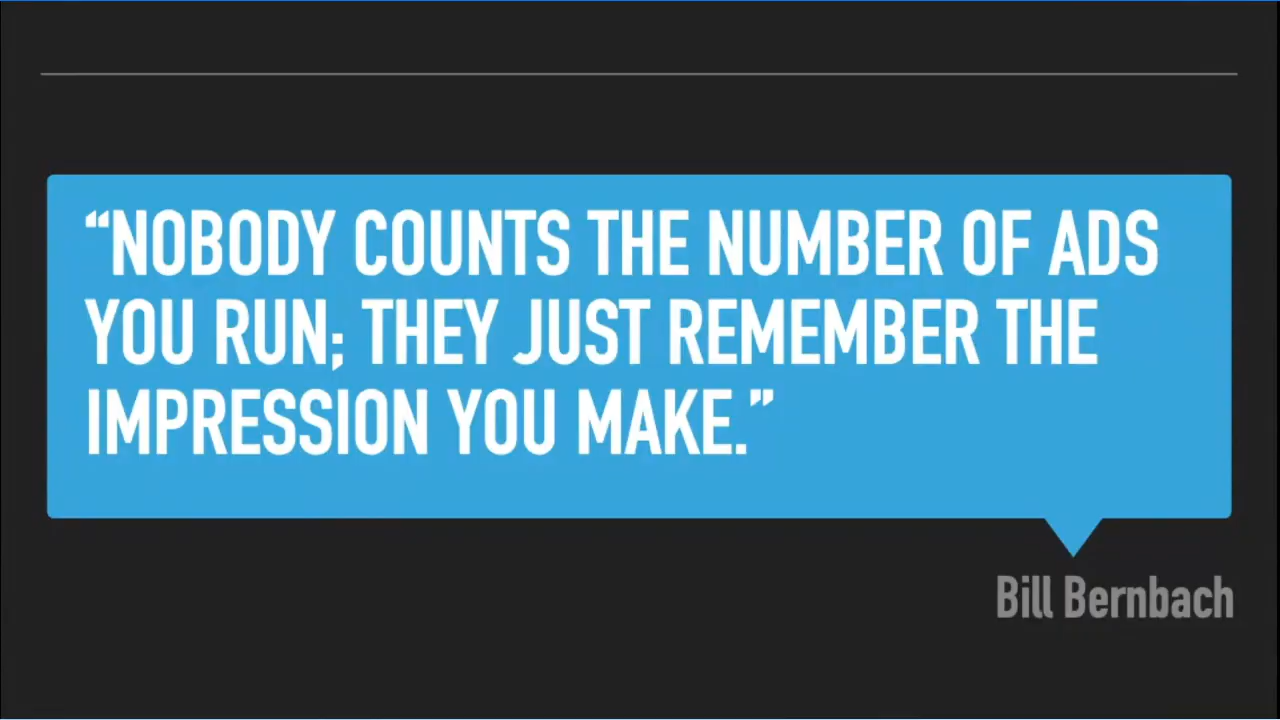 “NOBODY COUNTS THE NUMBER OF ADS
YOU RUN; THEY JUST REMEMBER THE
IMPRESSION YOU MAKE.”
Bill Bernbach